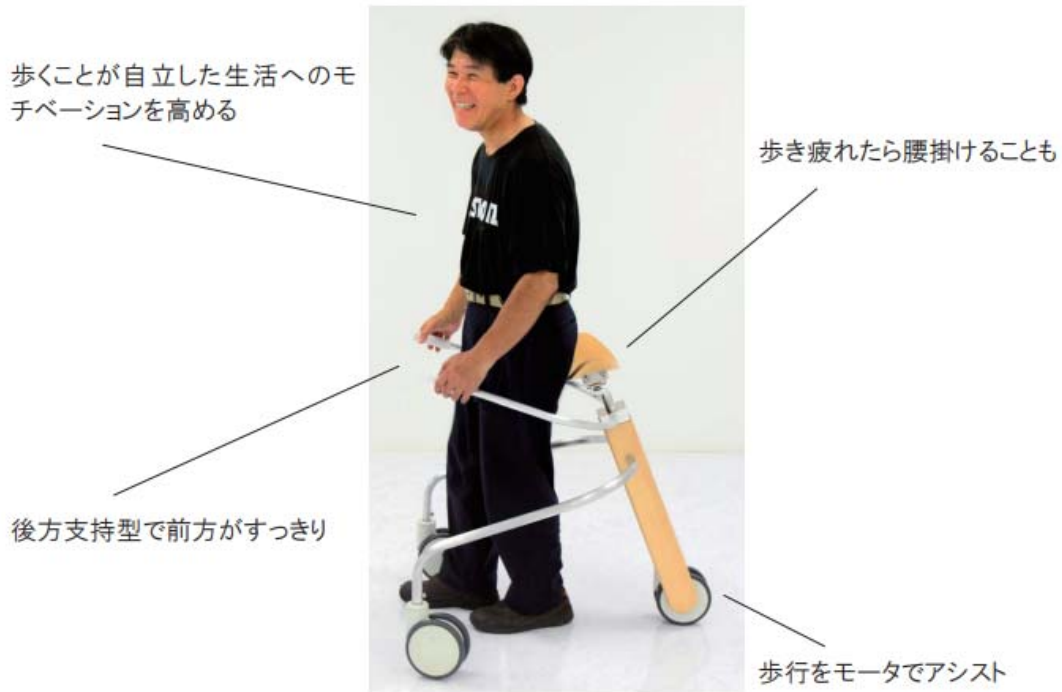 歩くことが自立した生活へのモ
チベーションを高める
歩き疲れたら腰掛けることも
後方支持型で前方がすっきり
歩行をモータでアシスト